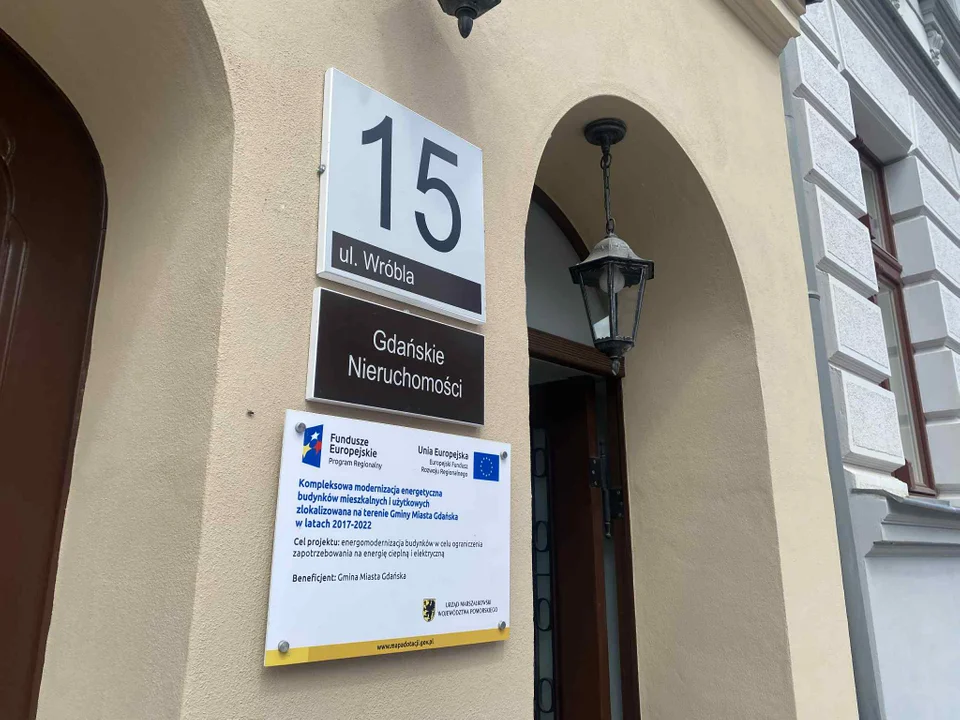 15
ul. Wróbla
Gdańskie
Nieruchomości
Fundusze
Europejskie
Program Regionalny
Unia Europejska
Europejski Fundusz
Rozwoju Regionalnego
Kompleksowa modernizacja energetyczna
budynków mieszkalnych i użytkowych
zlokalizowana na terenie Gminy Miasta Gdańska
w latach 2017-2022
Cel projektu: energomodernizacja budynków w celu ograniczenia
zapotrzebowania na energię cieplną i elektryczną
Beneficjent: Gmina Miasta Gdańska
URZĄD MARSZAŁKOWSKI
WOJEWÓDZTWA POMORSKIEGO
www.mapadotacji.gov.pl